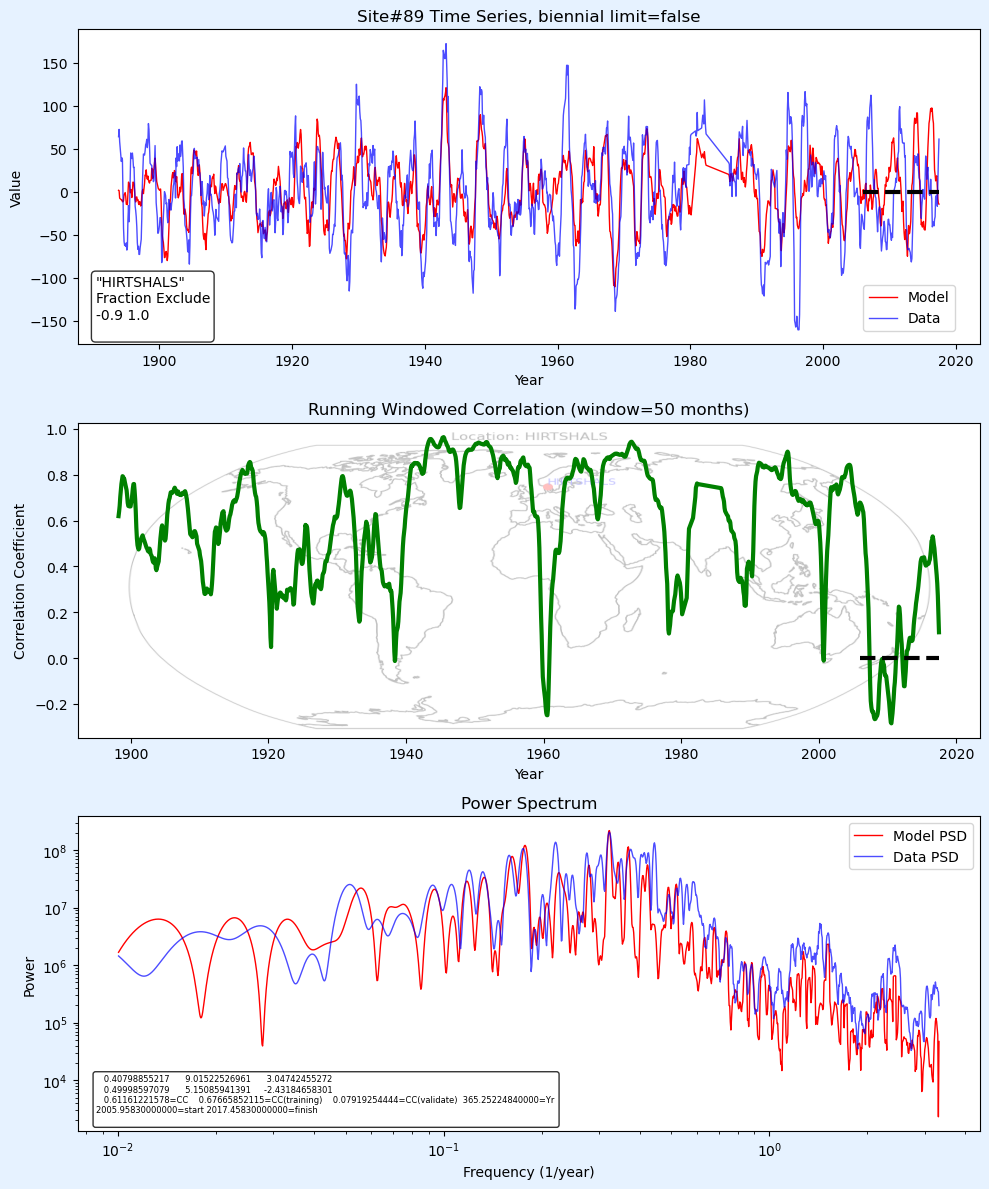 Site#89 Time Series, biennial limit=false
150
100
50
0
−50
−100
−150
Value
"HIRTSHALS"
Fraction Exclude
-0.9 1.0
Model
Data
1900
1920
1940
1960
1980
2000
2020
Year
Running Windowed Correlation (window=50 months)
Location: HIRTSHALS
HIRTSHALS
1.0
0.8
0.6
0.4
0.2
0.0
−0.2
Correlation Coefficient
1900
1920
1940
1960
1980
2000
2020
Year
Power Spectrum
Model PSD
Data PSD
10^8
10^7
10^6
10^5
10^4
Power
0.40798855217 9.01522526961 3.04742455272
0.49998597079 5.15085941391 -2.43184658301
0.61161221578=CC 0.67665852115=CC(training) 0.07919254444=CC(validate) 365.25224840000=Yr
2005.95830000000=start 2017.45830000000=finish
10^−2
10^−1
10^0
Frequency (1/year)